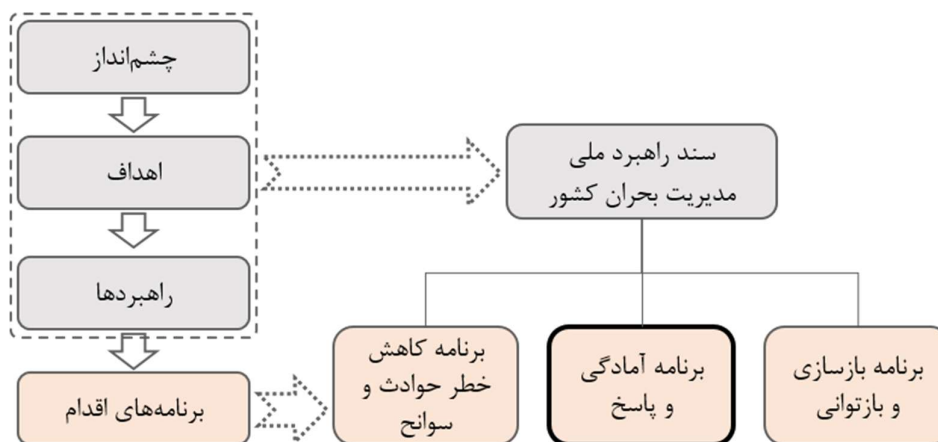 چشم‌انداز
اهداف
راهبردها
برنامه‌های اقدام
سند راهبرد ملی
مدیریت بحران کشور
برنامه کاهش
خطر حوادث و
سوانح
برنامه آمادگی
و پاسخ
برنامه بازسازی
و بازتوانی